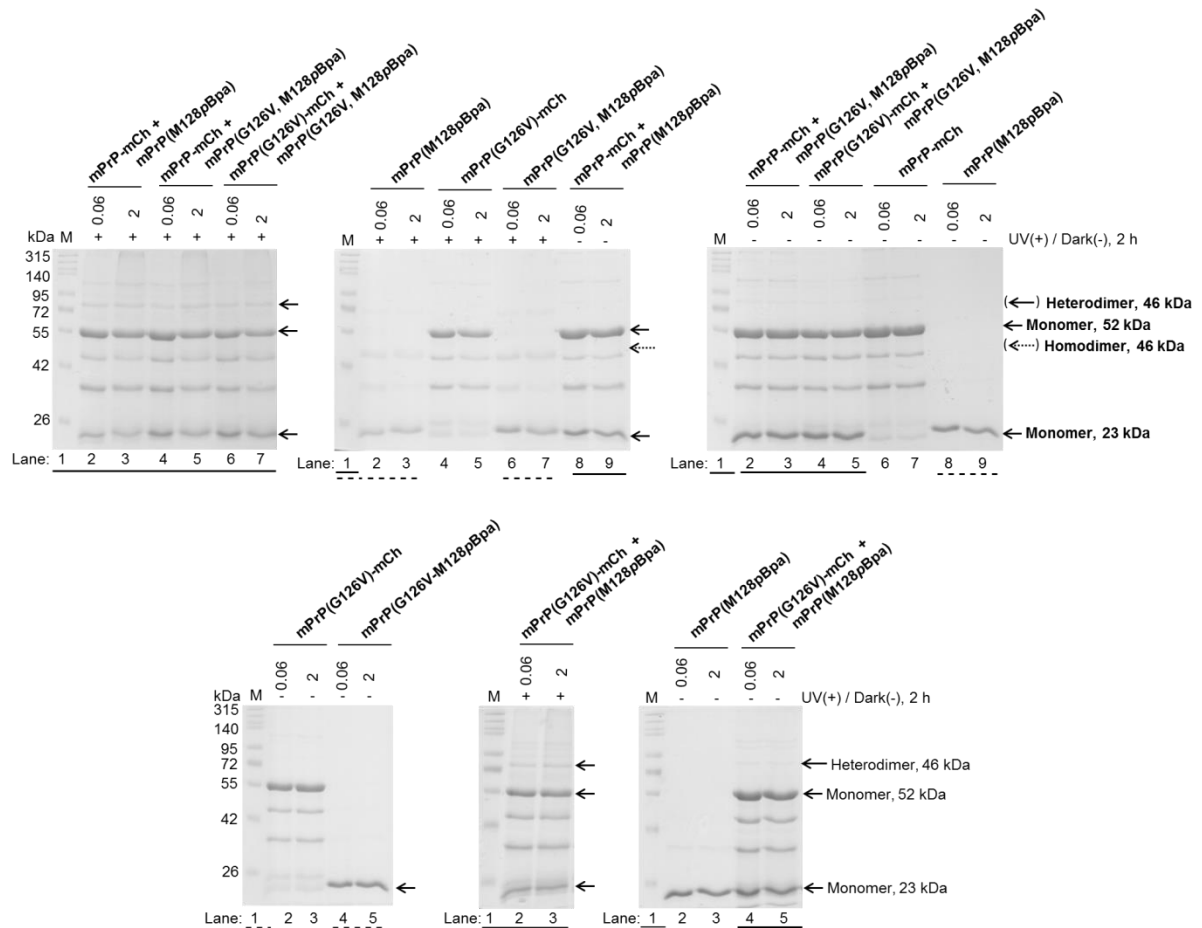 mPrP-mCh +
mPrP(M128pBpa)
mPrP-mCh +
mPrP(G126V, M128pBpa)
mPrP(G126V)-mCh +
mPrP(G126V, M128pBpa)
0.06 2 0.06 2 0.06 2
kDa M + + + + + +
315
140
95
72
55
42
26
Lane: 1 2 3 4 5 6 7
mPrP(M128pBpa)
mPrP(G126V)-mCh
mPrP(G126V, M128pBpa)
mPrP-mCh +
mPrP(M128pBpa)
0.06 2 0.06 2 0.06 2 0.06 2
M + + + + + + - -
Lane: 1 2 3 4 5 6 7 8 9
mPrP-mCh +
mPrP(G126V, M128pBpa)
mPrP(G126V)-mCh +
mPrP(G126V, M128pBpa)
mPrP-mCh
mPrP(M128pBpa)
0.06 2 0.06 2 0.06 2 0.06 2
M - - - - - - - - UV(+) / Dark(-), 2 h
(←) Heterodimer, 46 kDa
← Monomer, 52 kDa
(←) Homodimer, 46 kDa
← Monomer, 23 kDa
Lane: 1 2 3 4 5 6 7 8 9
mPrP(G126V)-mCh
mPrP(G126V-M128pBpa)
0.06 2 0.06 2
kDa M - - - -
315
140
95
72
55
42
26
Lane: 1 2 3 4 5
mPrP(G126V)-mCh +
mPrP(M128pBpa)
0.06 2
M + +
Lane: 1 2 3
mPrP(M128pBpa)
mPrP(G126V)-mCh +
mPrP(M128pBpa)
0.06 2 0.06 2
M - - - - UV(+) / Dark(-), 2 h
← Heterodimer, 46 kDa
← Monomer, 52 kDa
← Monomer, 23 kDa
Lane: 1 2 3 4 5